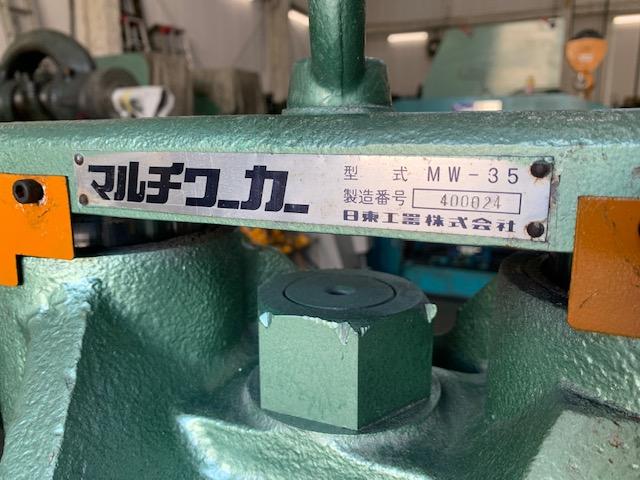 マルチワーカー
型式 MW-35
製造番号 400024
日東工器株式会社